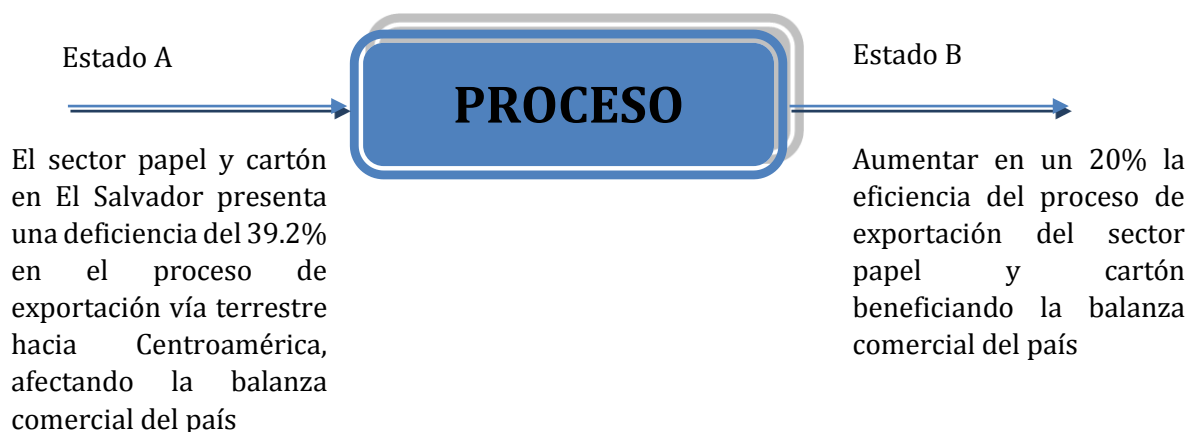 Estado A
PROCESO
Estado B
El sector papel y cartón
en El Salvador presenta
una deficiencia del 39.2%
en el proceso de
exportación vía terrestre
hacia Centroamérica,
afectando la balanza
comercial del país
Aumentar en un 20% la
eficiencia del proceso de
exportación del sector
papel y cartón
beneficiando la balanza
comercial del país